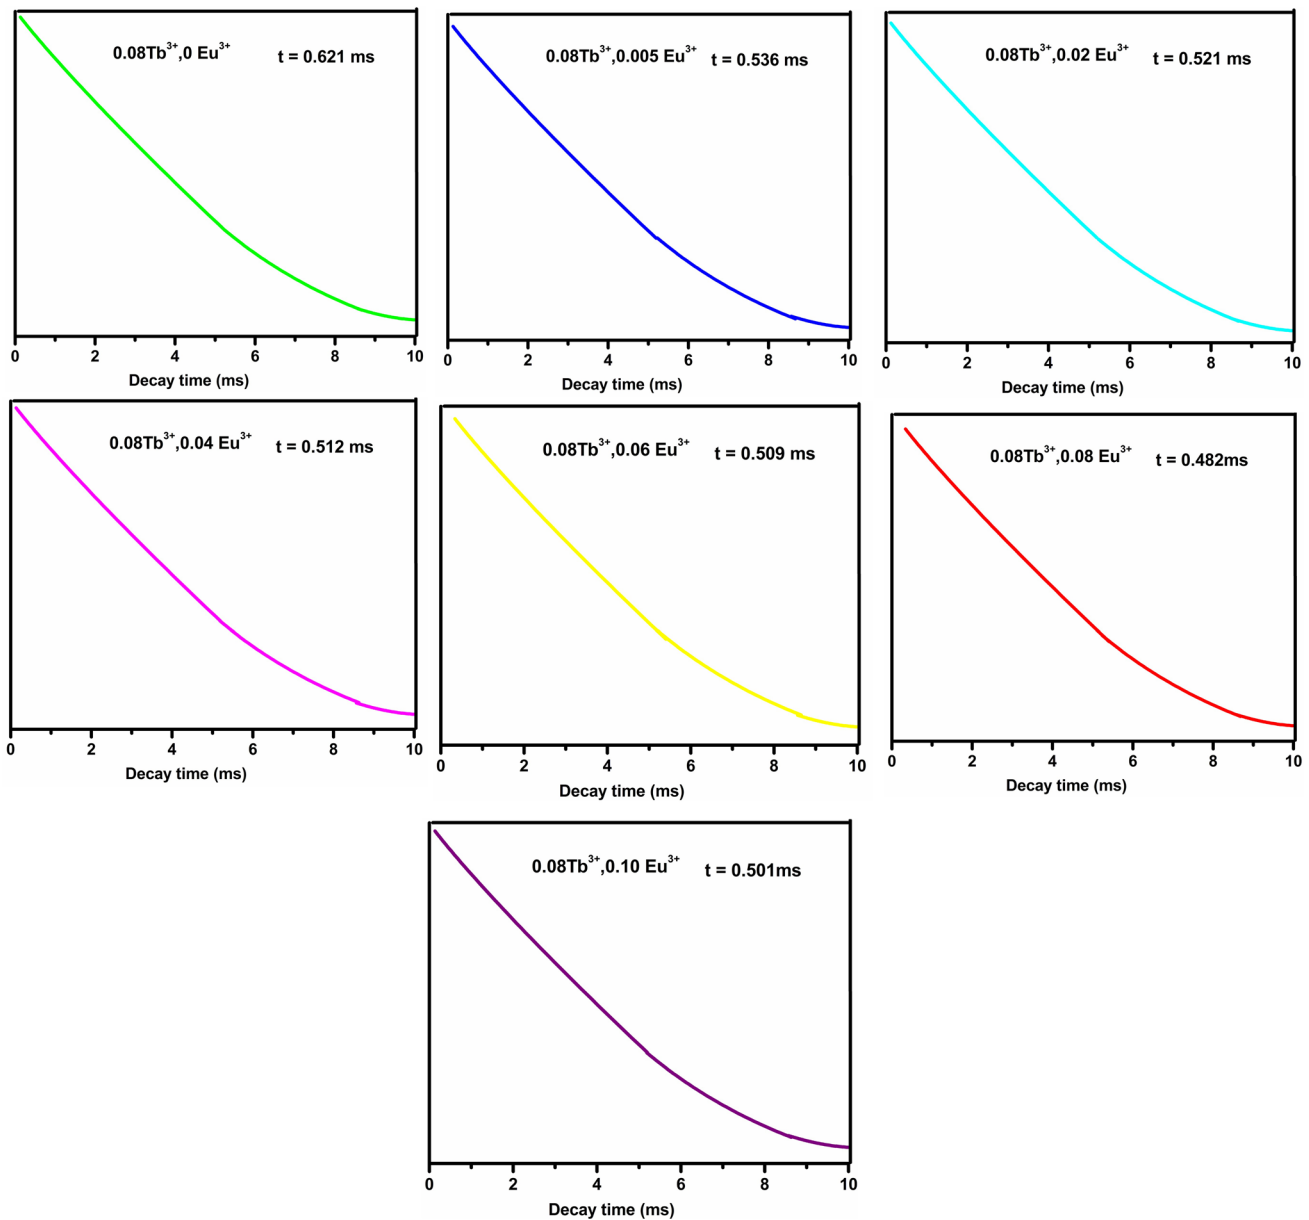 0.08Tb³⁺,0 Eu³⁺ t = 0.621 ms
0 2 4 6 8 10
Decay time (ms)
0.08Tb³⁺,0.005 Eu³⁺ t = 0.536 ms
0 2 4 6 8 10
Decay time (ms)
0.08Tb³⁺,0.02 Eu³⁺ t = 0.521 ms
0 2 4 6 8 10
Decay time (ms)
0.08Tb³⁺,0.04 Eu³⁺ t = 0.512 ms
0 2 4 6 8 10
Decay time (ms)
0.08Tb³⁺,0.06 Eu³⁺ t = 0.509 ms
0 2 4 6 8 10
Decay time (ms)
0.08Tb³⁺,0.08 Eu³⁺ t = 0.482ms
0 2 4 6 8 10
Decay time (ms)
0.08Tb³⁺,0.10 Eu³⁺ t = 0.501ms
0 2 4 6 8 10
Decay time (ms)